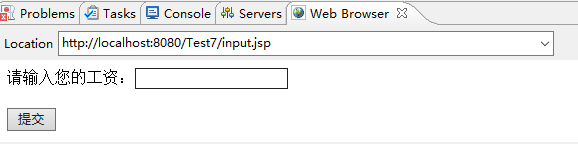 Problems Tasks Console Servers Web Browser
Location http://localhost:8080/Test7/input.jsp
请输入您的工资：
提交